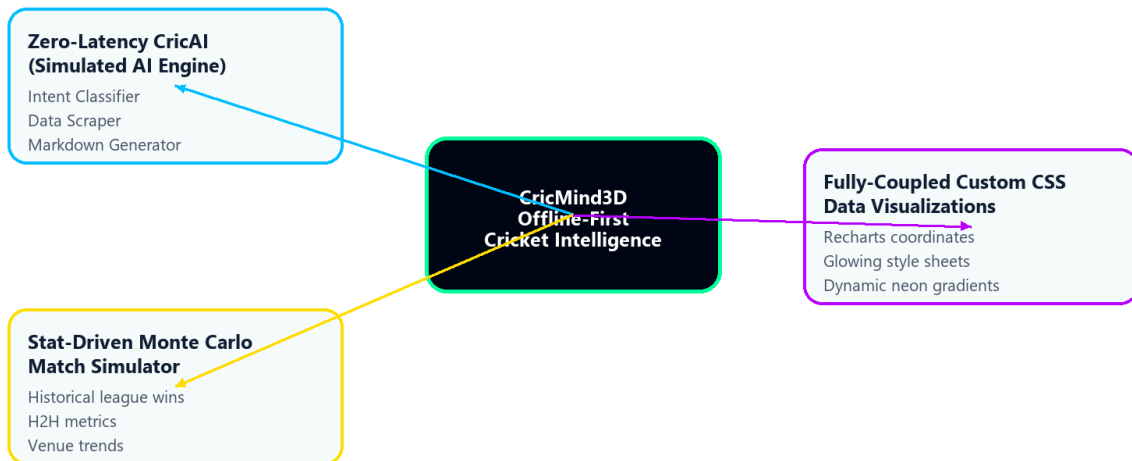 Zero-Latency CricAI
(Simulated AI Engine)
Intent Classifier
Data Scraper
Markdown Generator
CricMind3D
Offline-First
Cricket Intelligence
Fully-Coupled Custom CSS
Data Visualizations
Recharts coordinates
Glowing style sheets
Dynamic neon gradients
Stat-Driven Monte Carlo
Match Simulator
Historical league wins
H2H metrics
Venue trends